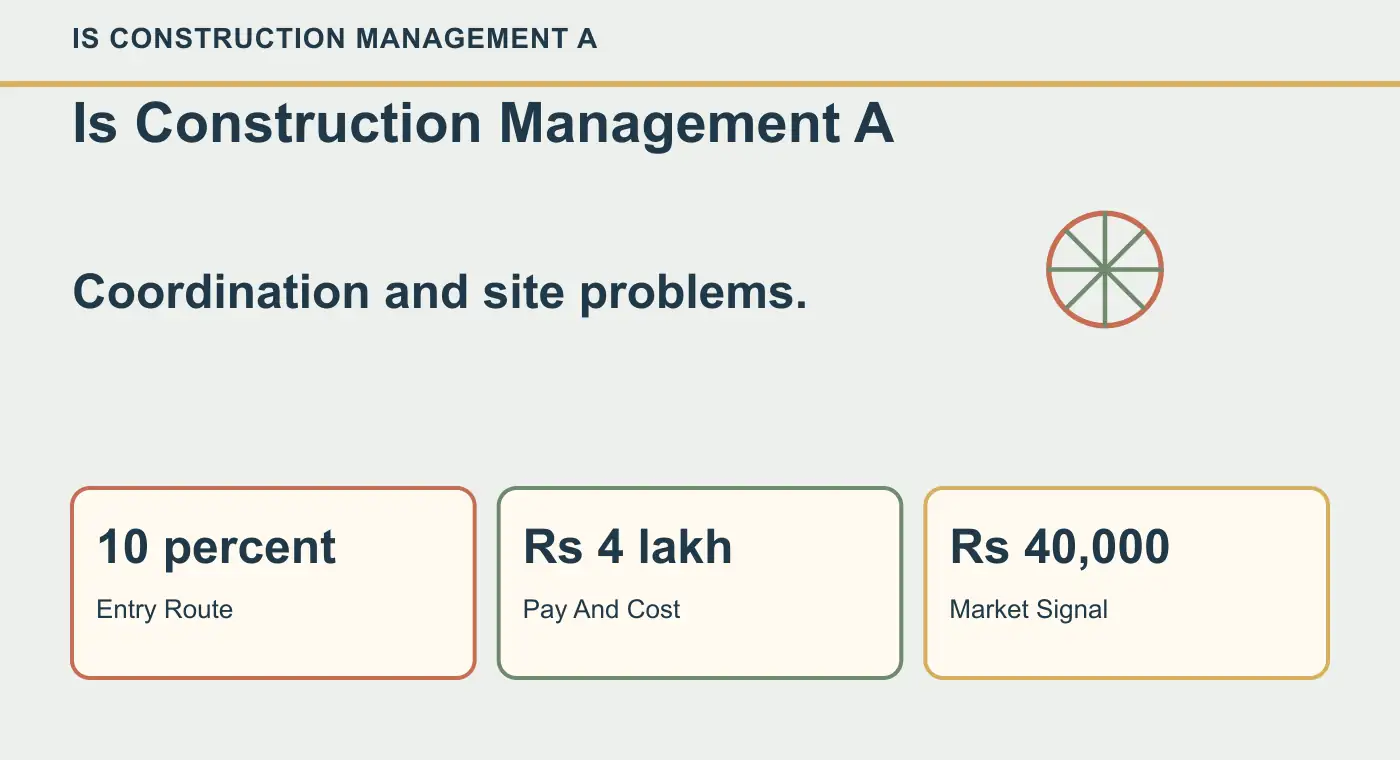 IS CONSTRUCTION MANAGEMENT A
Is Construction Management A
Coordination and site problems.
10 percent
Entry Route
Rs 4 lakh
Pay And Cost
Rs 40,000
Market Signal